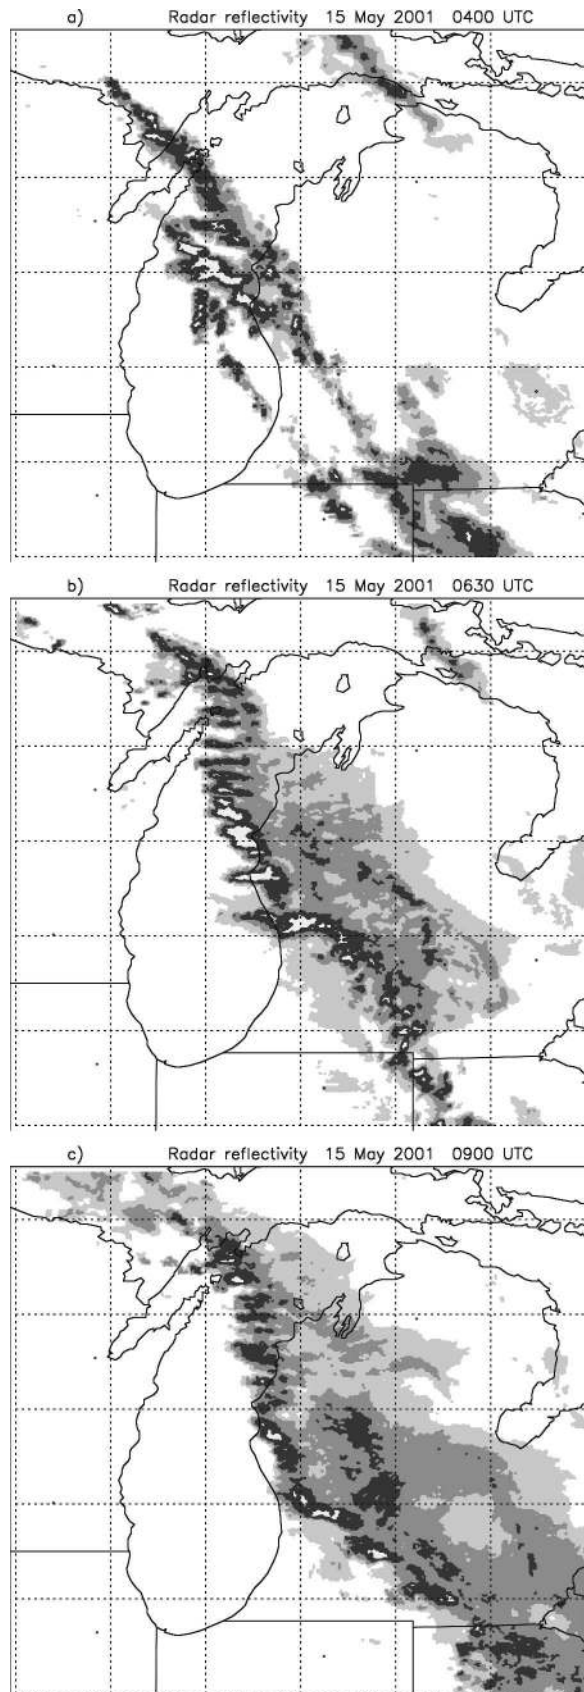 a) Radar reflectivity 15 May 2001 0400 UTC
b) Radar reflectivity 15 May 2001 0630 UTC
c) Radar reflectivity 15 May 2001 0900 UTC